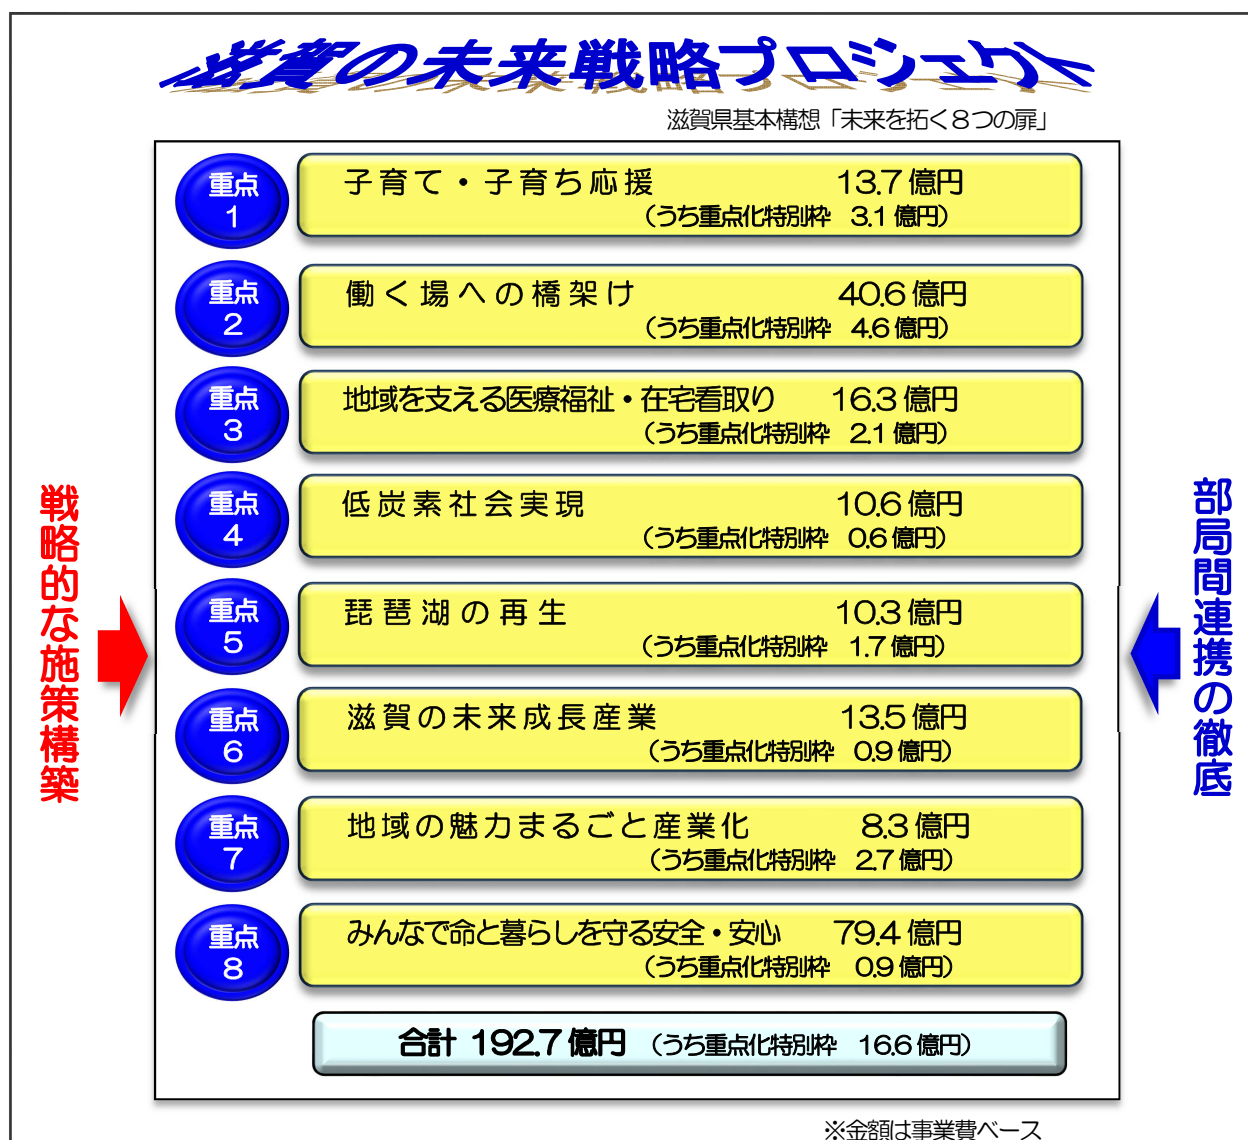 滋賀の未来戦略プロジェクト
滋賀県基本構想「未来を拓く８つの扉」
重点
1
子育て・子育ち応援 13.7億円
（うち重点化特別枠 3.1億円）
重点
2
働く場への橋架け 40.6億円
（うち重点化特別枠 4.6億円）
重点
3
地域を支える医療福祉・在宅看取り 16.3億円
（うち重点化特別枠 2.1億円）
重点
4
低炭素社会実現 10.6億円
（うち重点化特別枠 0.6億円）
重点
5
琵琶湖の再生 10.3億円
（うち重点化特別枠 1.7億円）
重点
6
滋賀の未来成長産業 13.5億円
（うち重点化特別枠 0.9億円）
重点
7
地域の魅力まるごと産業化 8.3億円
（うち重点化特別枠 2.7億円）
重点
8
みんなで命と暮らしを守る安全・安心 79.4億円
（うち重点化特別枠 0.9億円）
合計 192.7億円 （うち重点化特別枠 16.6億円）
戦略的な施策構築
部局間連携の徹底
※金額は事業費ベース